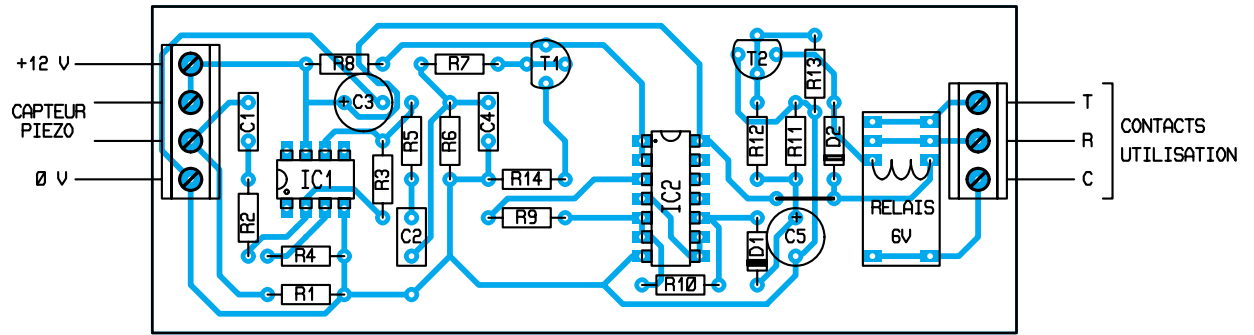 +12 V
CAPTEUR
PIEZO
0 V
R8
C3
R7
T1
T2
R13
C1
R5
R6
C4
R12
R11
D2
IC1
R3
R14
IC2
R2
R9
C2
R4
D1
C5
R1
R10
RELAIS
6V
T
R
C
CONTACTS
UTILISATION
+
+